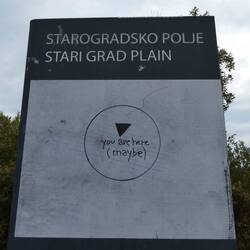 STAROGRADSKO POLJE
STARI GRAD PLAIN
you are here
(maybe)